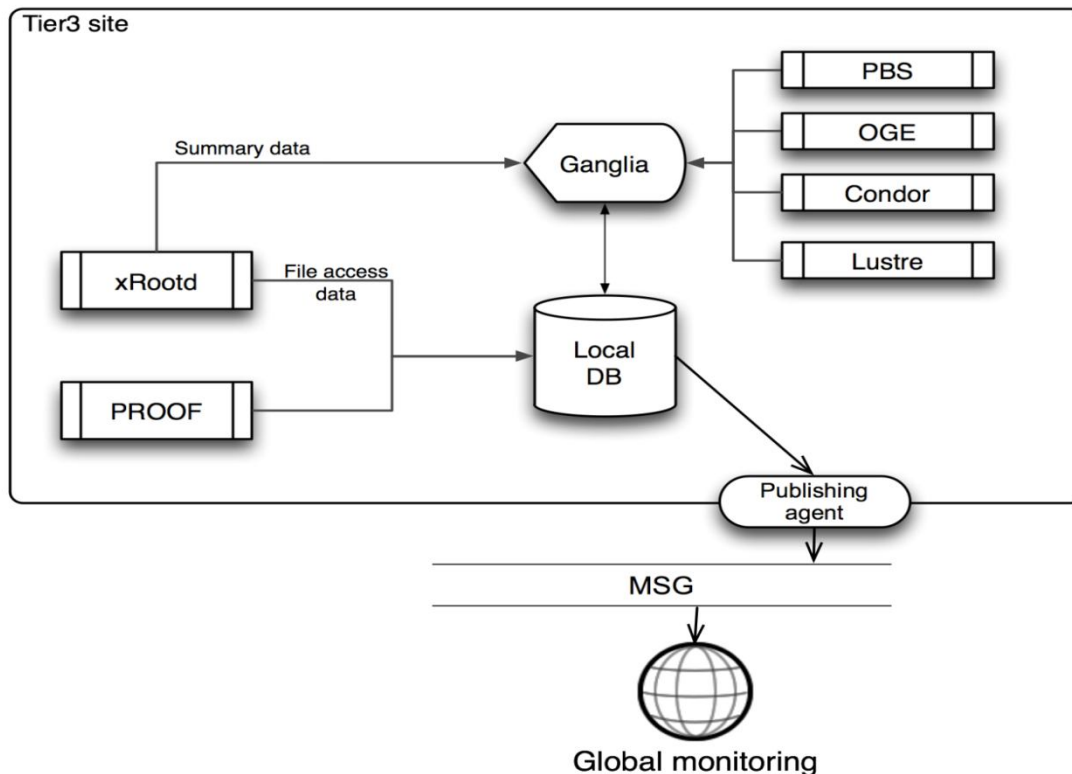 Tier3 site
PBS
OGE
Condor
Lustre
Summary data
Ganglia
xRootd
File access
data
PROOF
Local
DB
Publishing
agent
MSG
Global monitoring